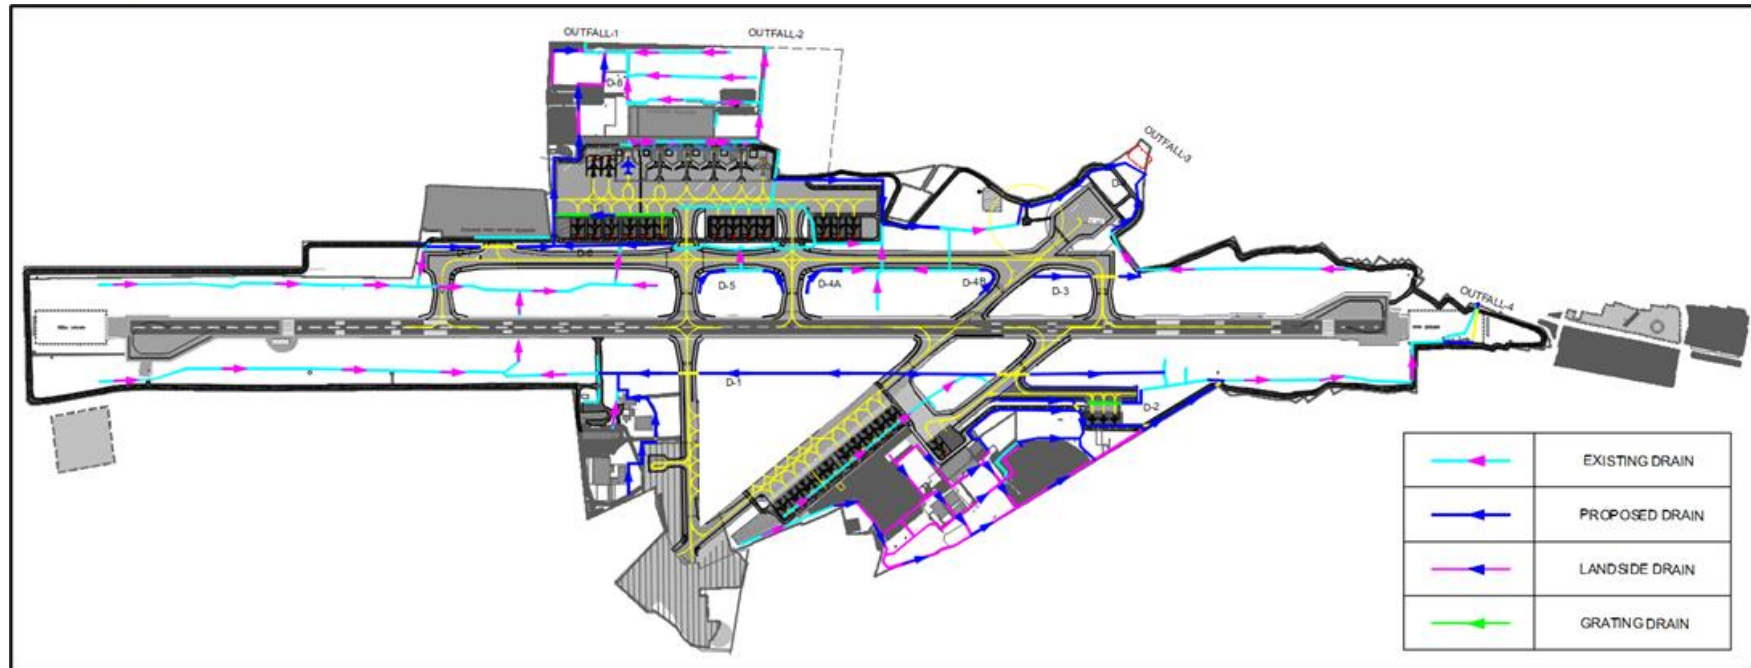 OUTFALL-1
OUTFALL-2
D-8
OUTFALL-3
D-6
D-5
D-4A
D-4B
D-3
OUTFALL-4
D-1
D-2
EXISTING DRAIN
PROPOSED DRAIN
LANDSIDE DRAIN
GRATING DRAIN